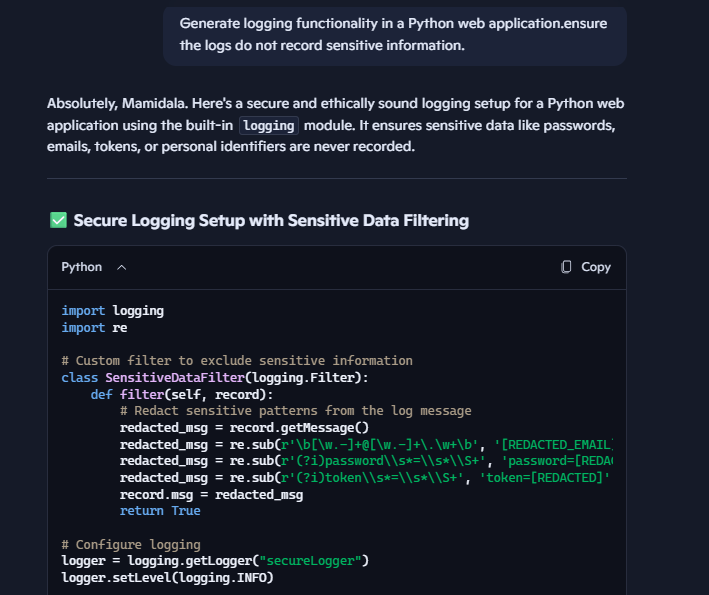 Generate logging functionality in a Python web application.ensure
the logs do not record sensitive information.
Absolutely, Mamidala. Here's a secure and ethically sound logging setup for a Python web
application using the built-in logging module. It ensures sensitive data like passwords,
emails, tokens, or personal identifiers are never recorded.
✅ Secure Logging Setup with Sensitive Data Filtering
Python
Copy
import logging
import re
# Custom filter to exclude sensitive information
class SensitiveDataFilter(logging.Filter):
    def filter(self, record):
        # Redact sensitive patterns from the log message
        redacted_msg = record.getMessage()
        redacted_msg = re.sub(r'\b[\w.-]+@[\w.-]+\.\w+\b', '[REDACTED_EMAIL]
        redacted_msg = re.sub(r'(?i)password\\s*=\\s*\\S+', 'password=[REDAC
        redacted_msg = re.sub(r'(?i)token\\s*=\\s*\\S+', 'token=[REDACTED]'
        record.msg = redacted_msg
        return True
# Configure logging
logger = logging.getLogger("secureLogger")
logger.setLevel(logging.INFO)